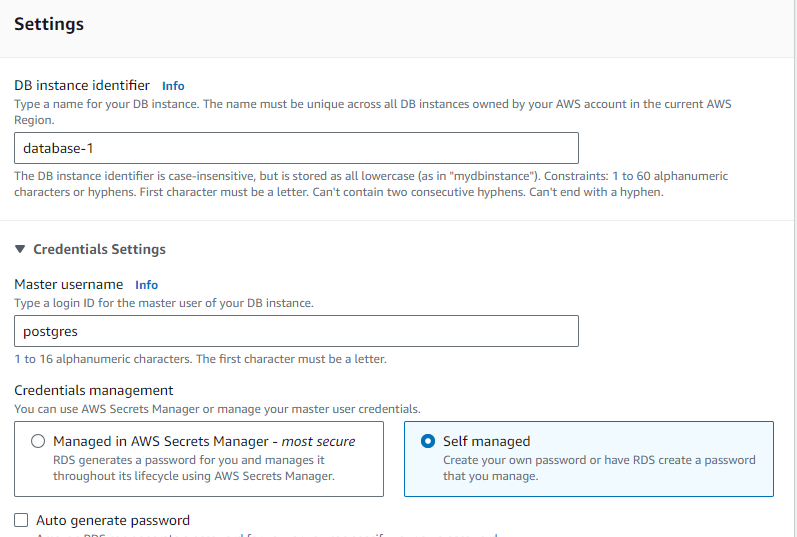 Settings
DB instance identifier Info
Type a name for your DB instance. The name must be unique across all DB instances owned by your AWS account in the current AWS
Region.
database-1
The DB instance identifier is case-insensitive, but is stored as all lowercase (as in "mydbinstance"). Constraints: 1 to 60 alphanumeric
characters or hyphens. First character must be a letter. Can't contain two consecutive hyphens. Can't end with a hyphen.
Credentials Settings
Master username Info
Type a login ID for the master user of your DB instance.
postgres
1 to 16 alphanumeric characters. The first character must be a letter.
Credentials management
You can use AWS Secrets Manager or manage your master user credentials.
Managed in AWS Secrets Manager - most secure
RDS generates a password for you and manages it
throughout its lifecycle using AWS Secrets Manager.
Self managed
Create your own password or have RDS create a password
that you manage.
Auto generate password